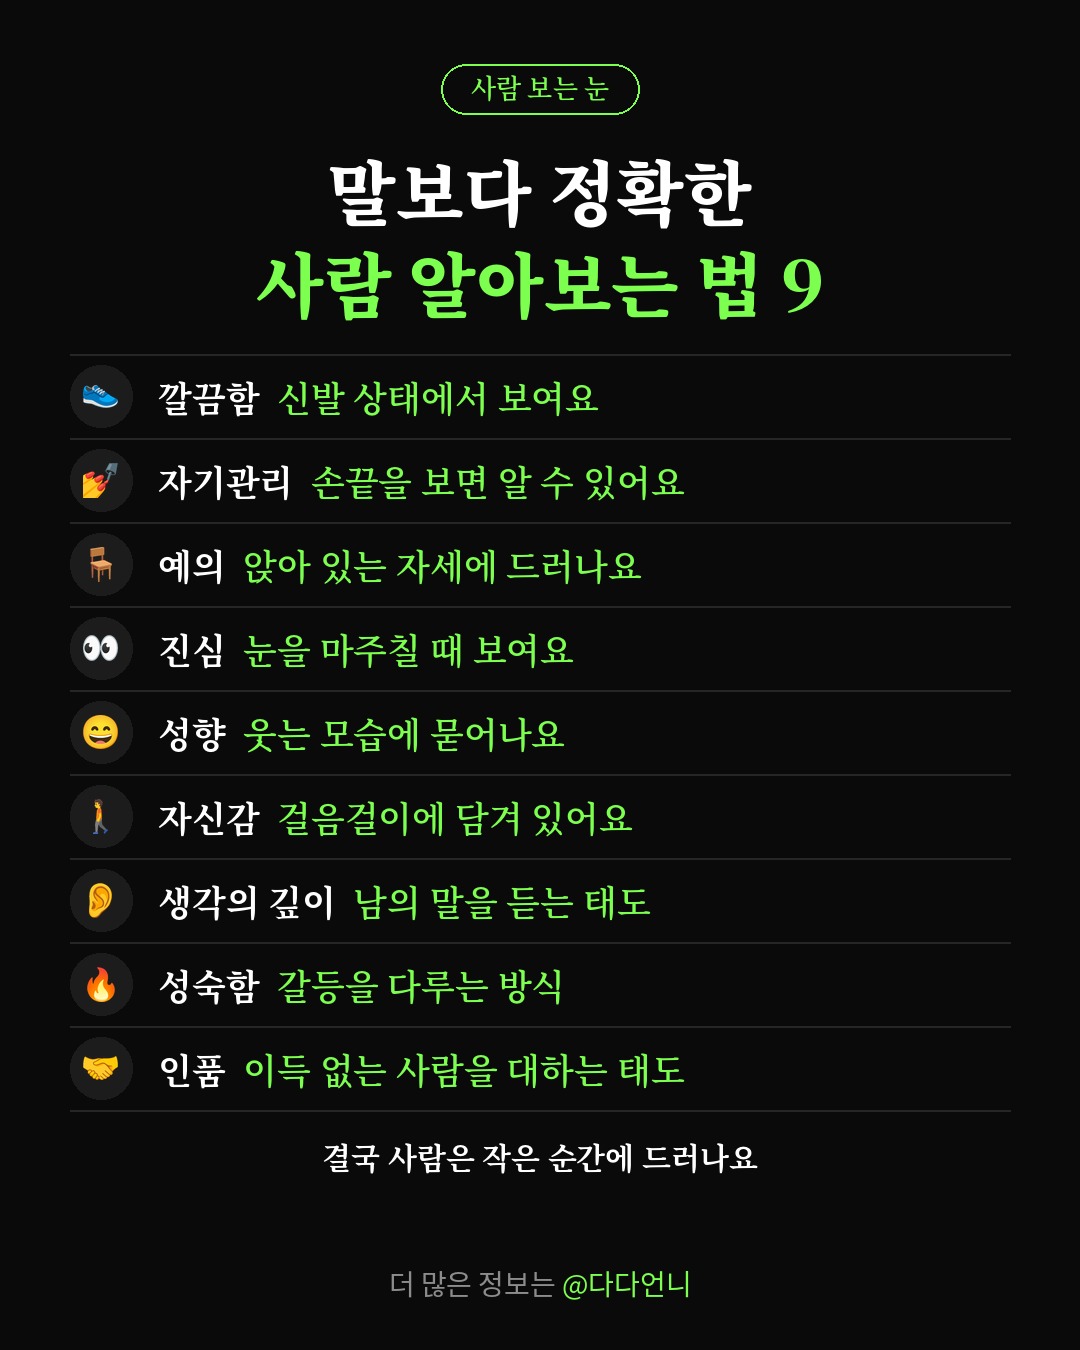 사람 보는 눈
말보다 정확한
사람 알아보는 법 9
깔끔함 신발 상태에서 보여요
자기관리 손끝을 보면 알 수 있어요
예의 앉아 있는 자세에 드러나요
진심 눈을 마주칠 때 보여요
성향 웃는 모습에 묻어나요
자신감 걸음걸이에 담겨 있어요
생각의 깊이 남의 말을 듣는 태도
성숙함 갈등을 다루는 방식
인품 이득 없는 사람을 대하는 태도
결국 사람은 작은 순간에 드러나요
더 많은 정보는 @다다언니